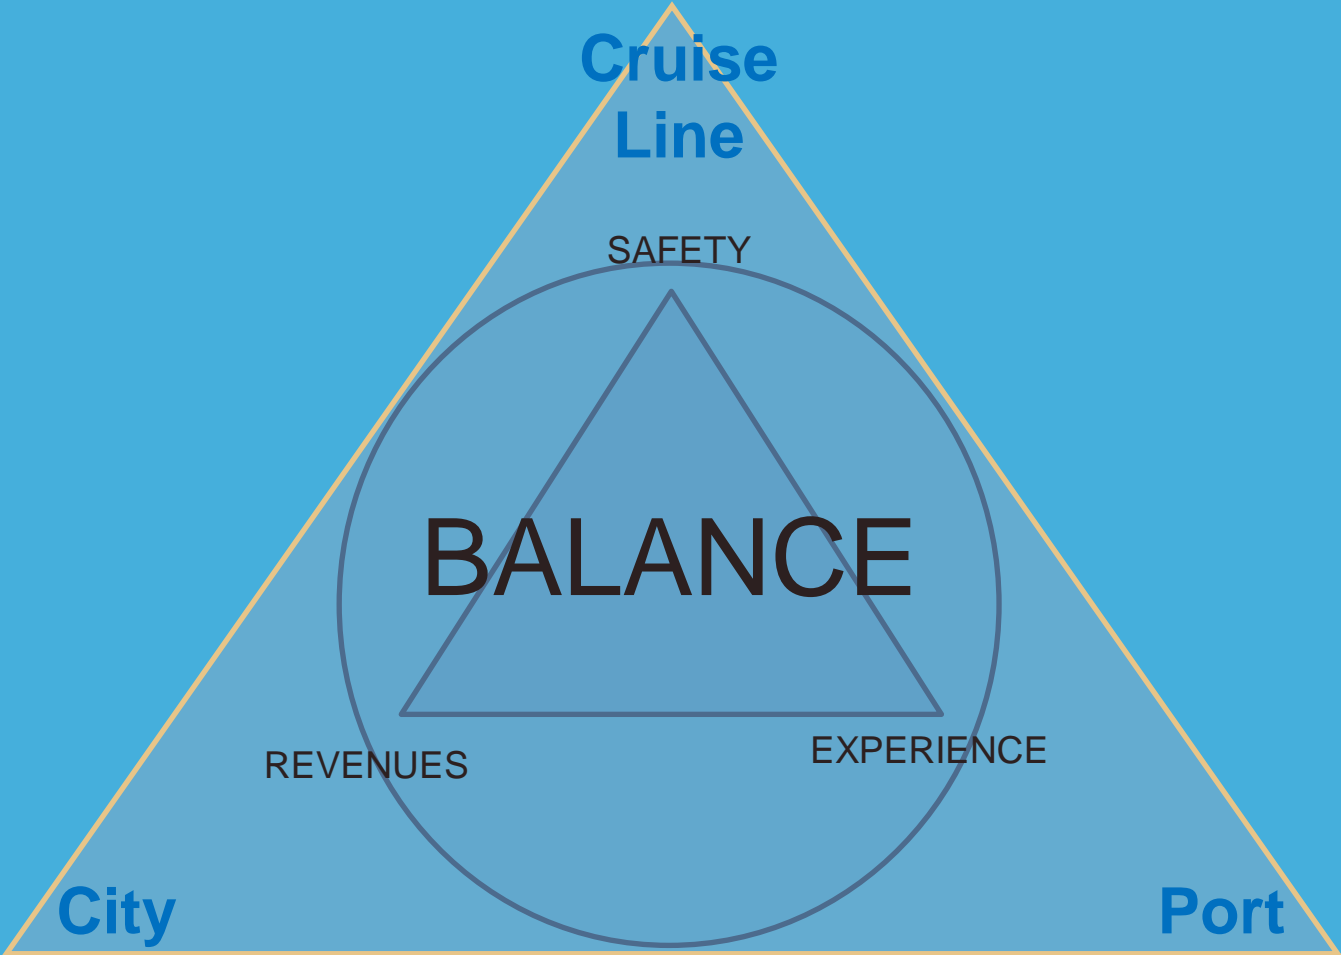 Cruise
Line
SAFETY
BALANCE
REVENUES
EXPERIENCE
City
Port